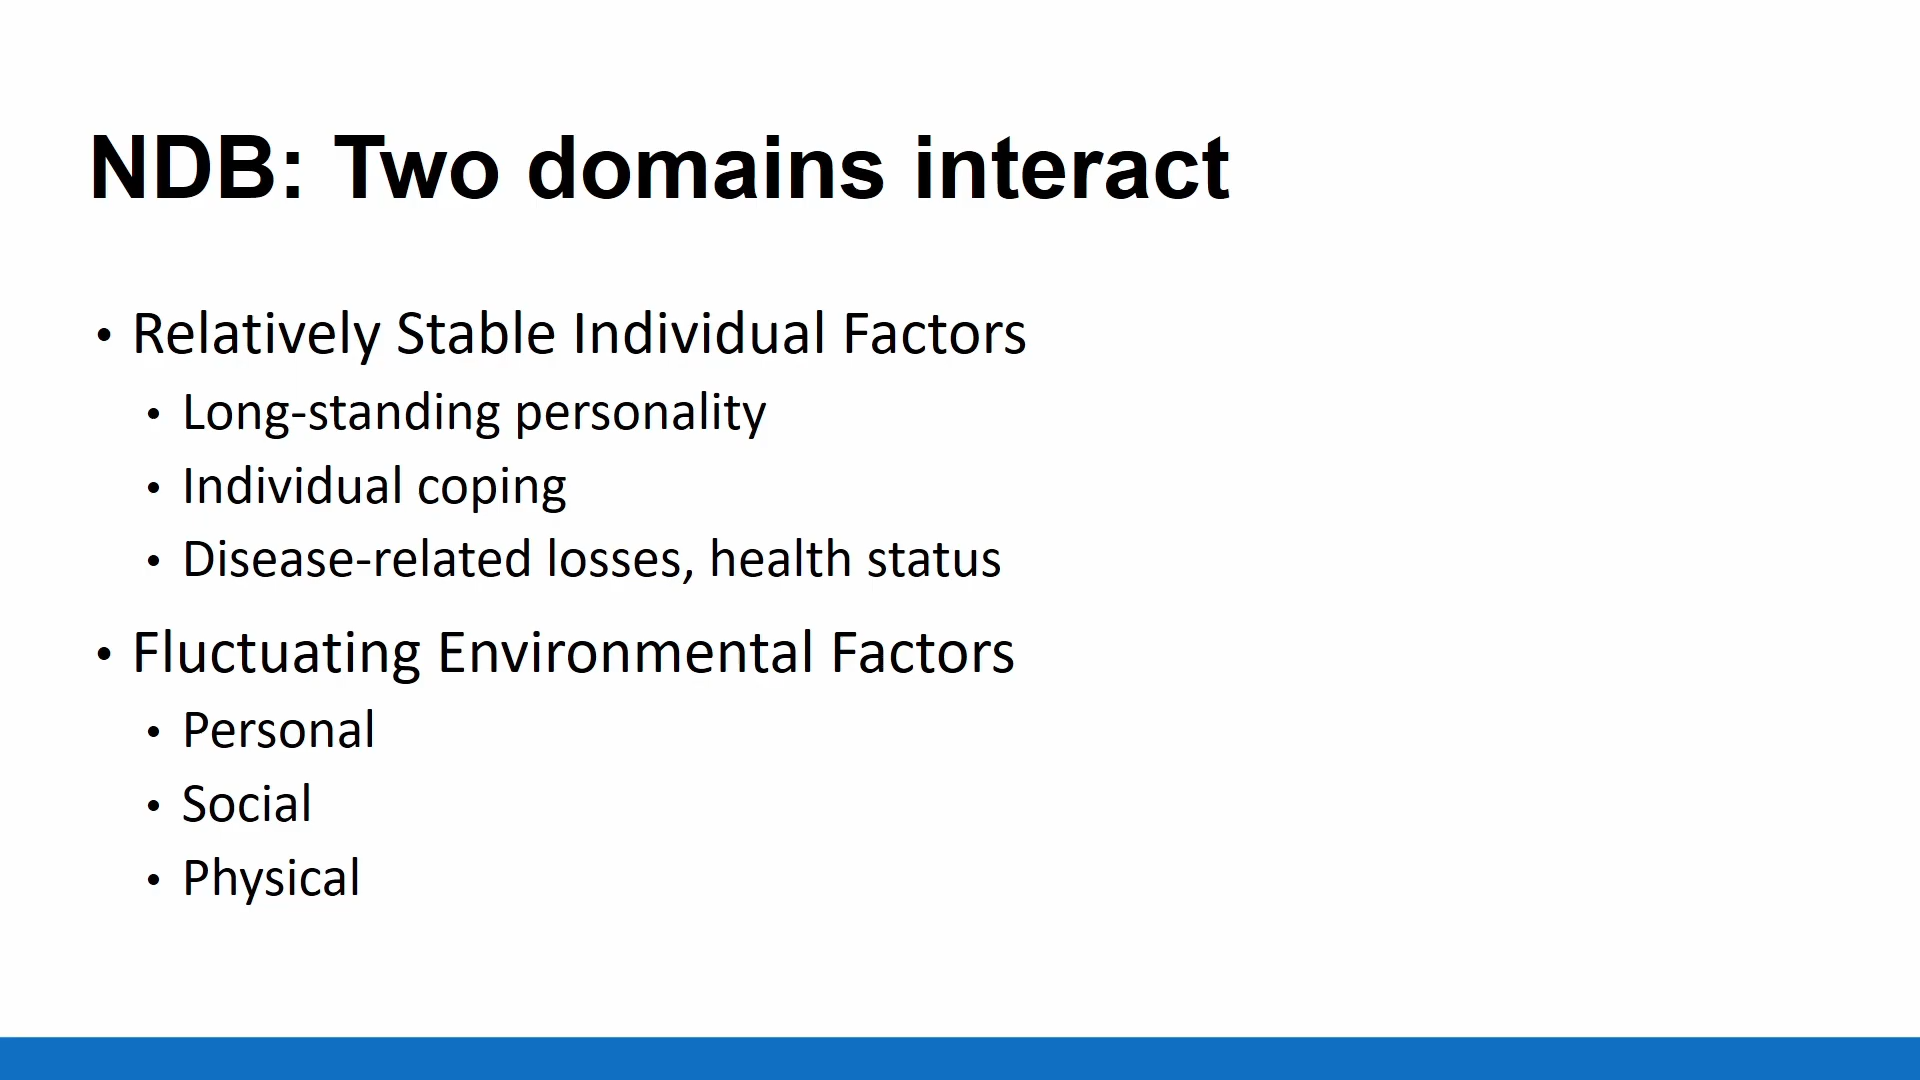 NDB: Two domains interact
• Relatively Stable Individual Factors
• Long-standing personality
• Individual coping
• Disease-related losses, health status
• Fluctuating Environmental Factors
• Personal
• Social
• Physical